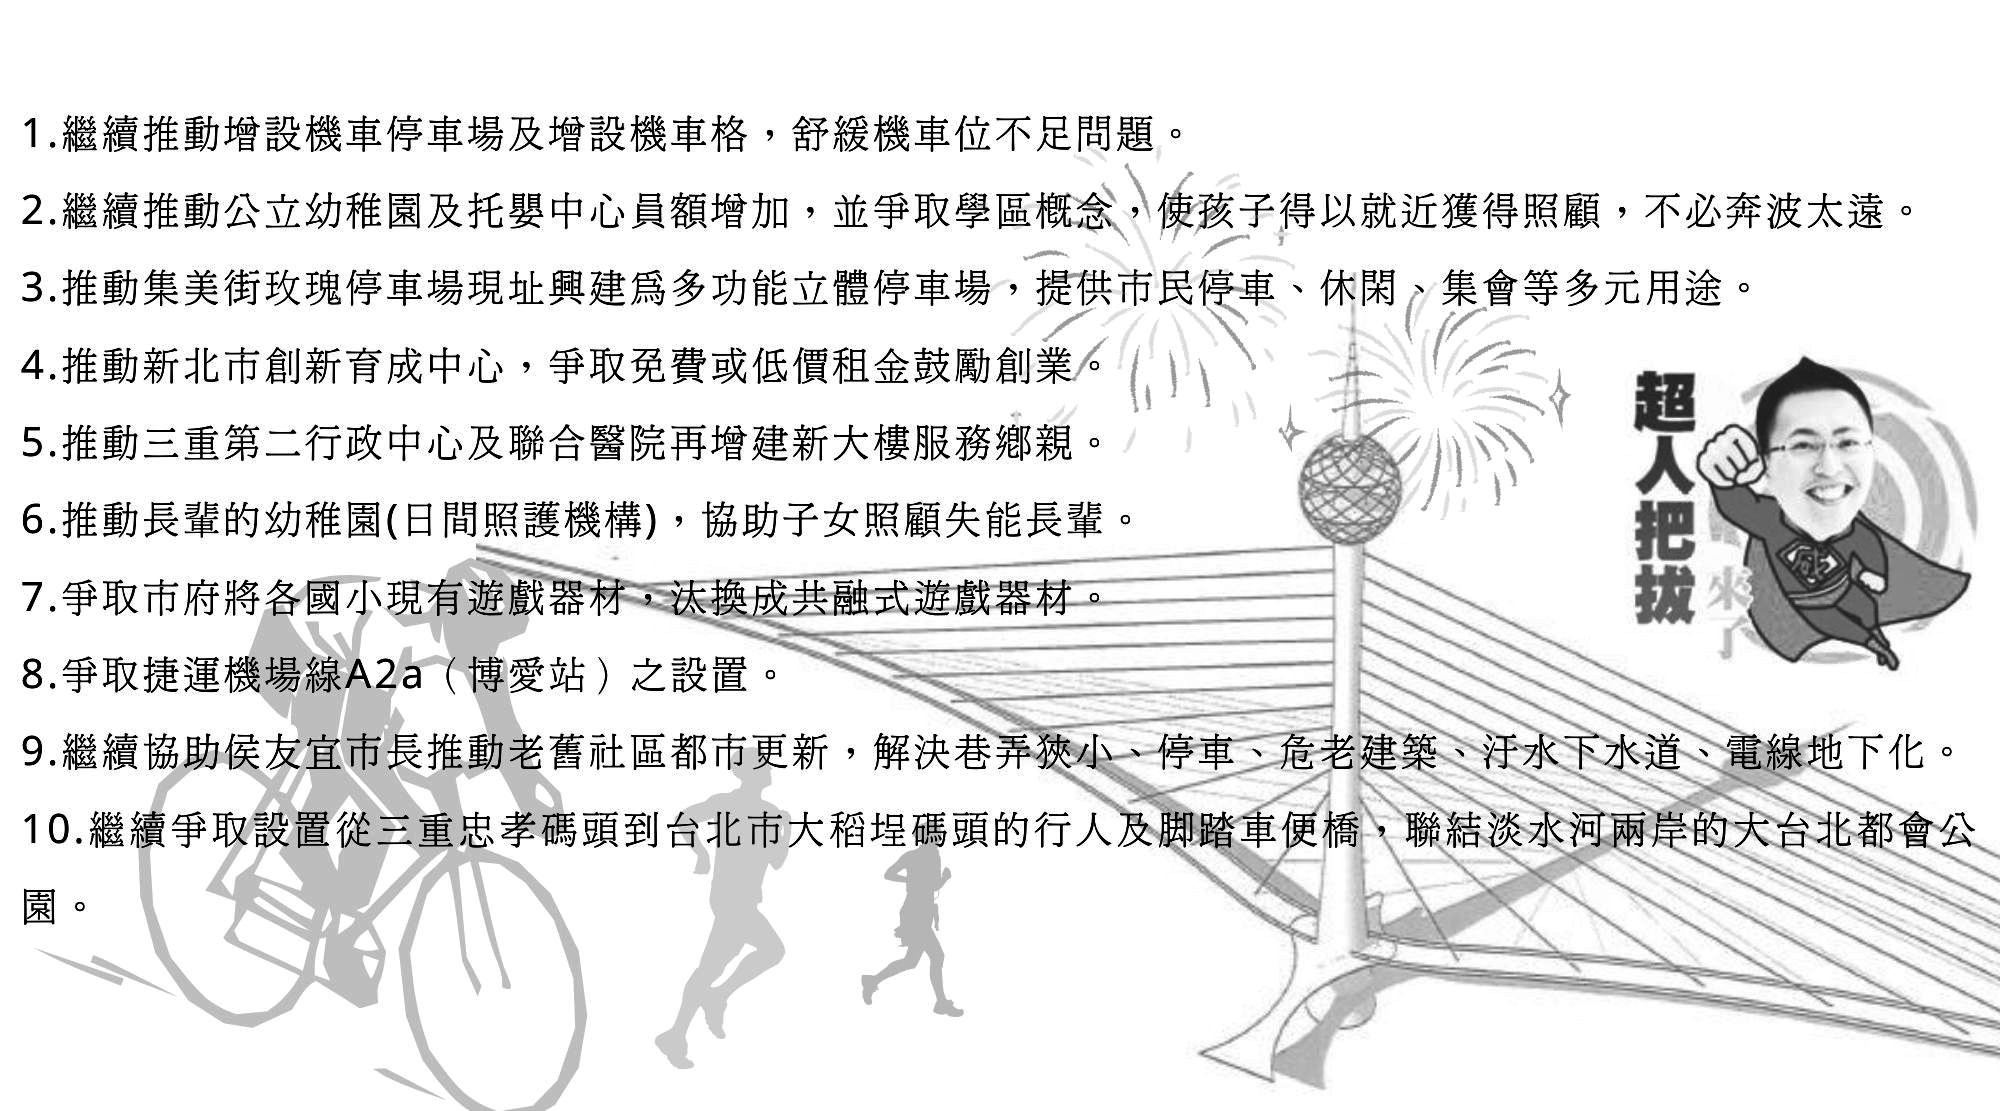 1.繼續推動增設機車停車場及增設機車格，舒緩機車位不足問題。
2.繼續推動公立幼稚園及托嬰中心員額增加，並爭取學區概念，使孩子得以就近獲得照顧，不必奔波太遠。
3.推動集美街玫瑰停車場現址興建為多功能立體停車場，提供市民停車、休閑、集會等多元用途。
4.推動新北市創新育成中心，爭取免費或低價租金鼓勵創業。
5.推動三重第二行政中心及聯合醫院再增建新大樓服務鄉親。
6.推動長輩的幼稚園(日間照護機構)，協助子女照顧失能長輩。
7.爭取市府將各國小現有遊戲器材，汰換成共融式遊戲器材。
8.爭取捷運機場線A2a（博愛站）之設置。
9.繼續協助侯友宜市長推動老舊社區都市更新，解決巷弄狹小、停車、危老建築、汙水下水道、電線地下化。
10.繼續爭取設置從三重忠孝碼頭到台北市大稻埕碼頭的行人及腳踏車便橋，聯結淡水河兩岸的大台北都會公
園。
超人把拔
來了